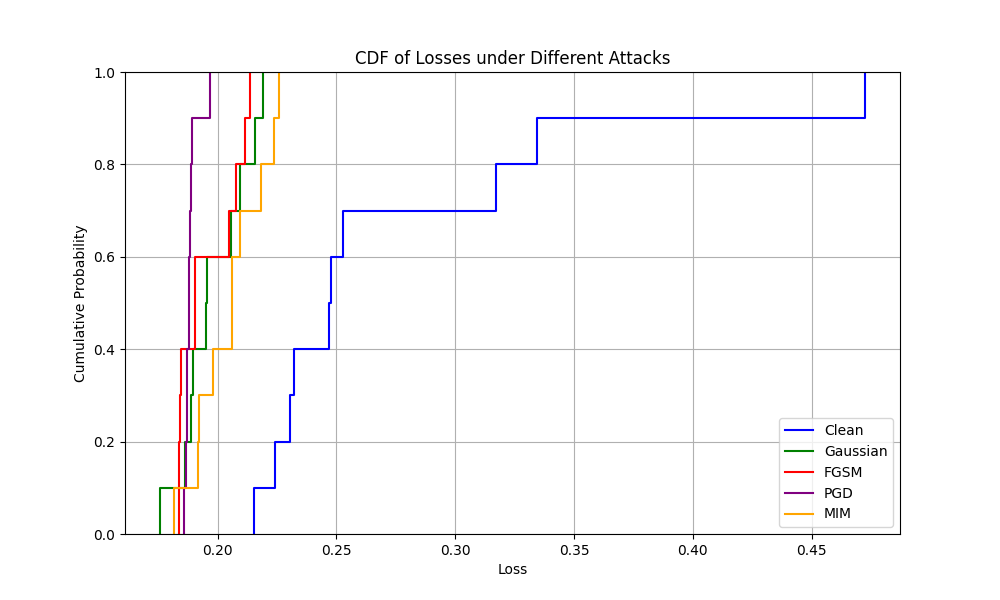 CDF of Losses under Different Attacks
Cumulative Probability
1.0
0.8
0.6
0.4
0.2
0.0
0.20 0.25 0.30 0.35 0.40 0.45
Loss
Clean
Gaussian
FGSM
PGD
MIM